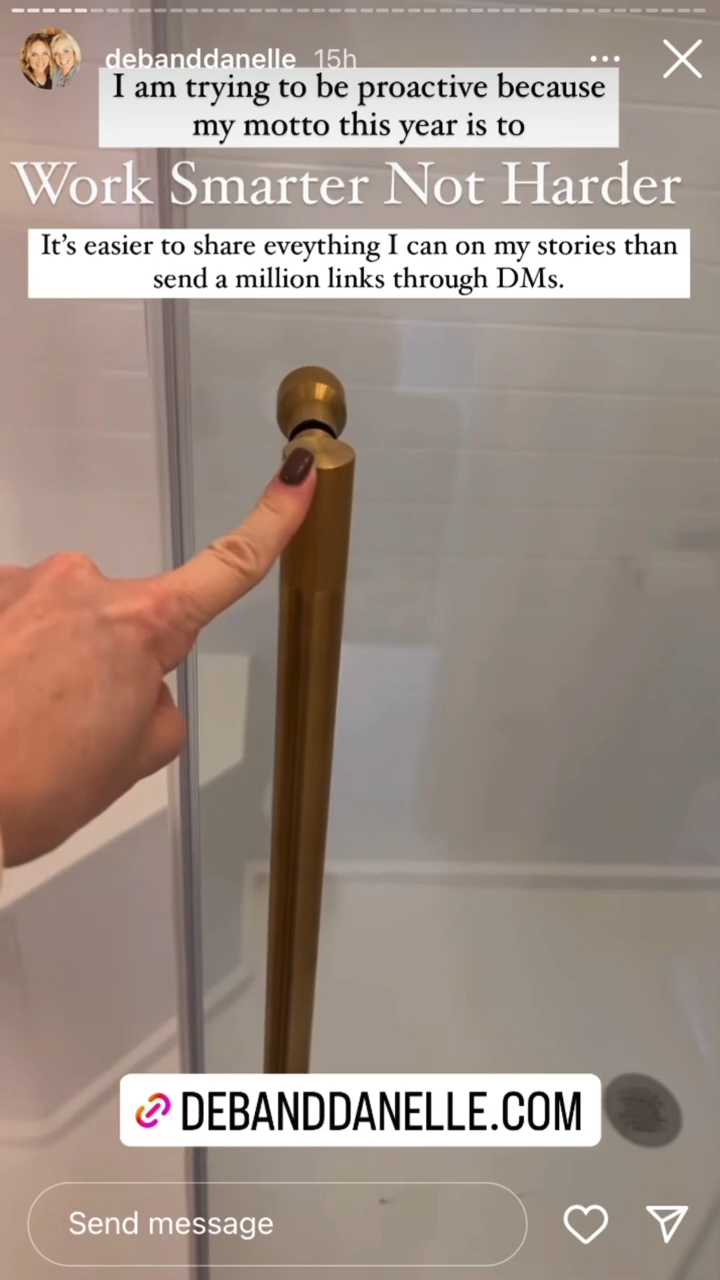 debanddanelle 15h
I am trying to be proactive because
my motto this year is to
Work Smarter Not Harder
It's easier to share eveything I can on my stories than
send a million links through DMs.
DEBANDDANELLE.COM
Send message